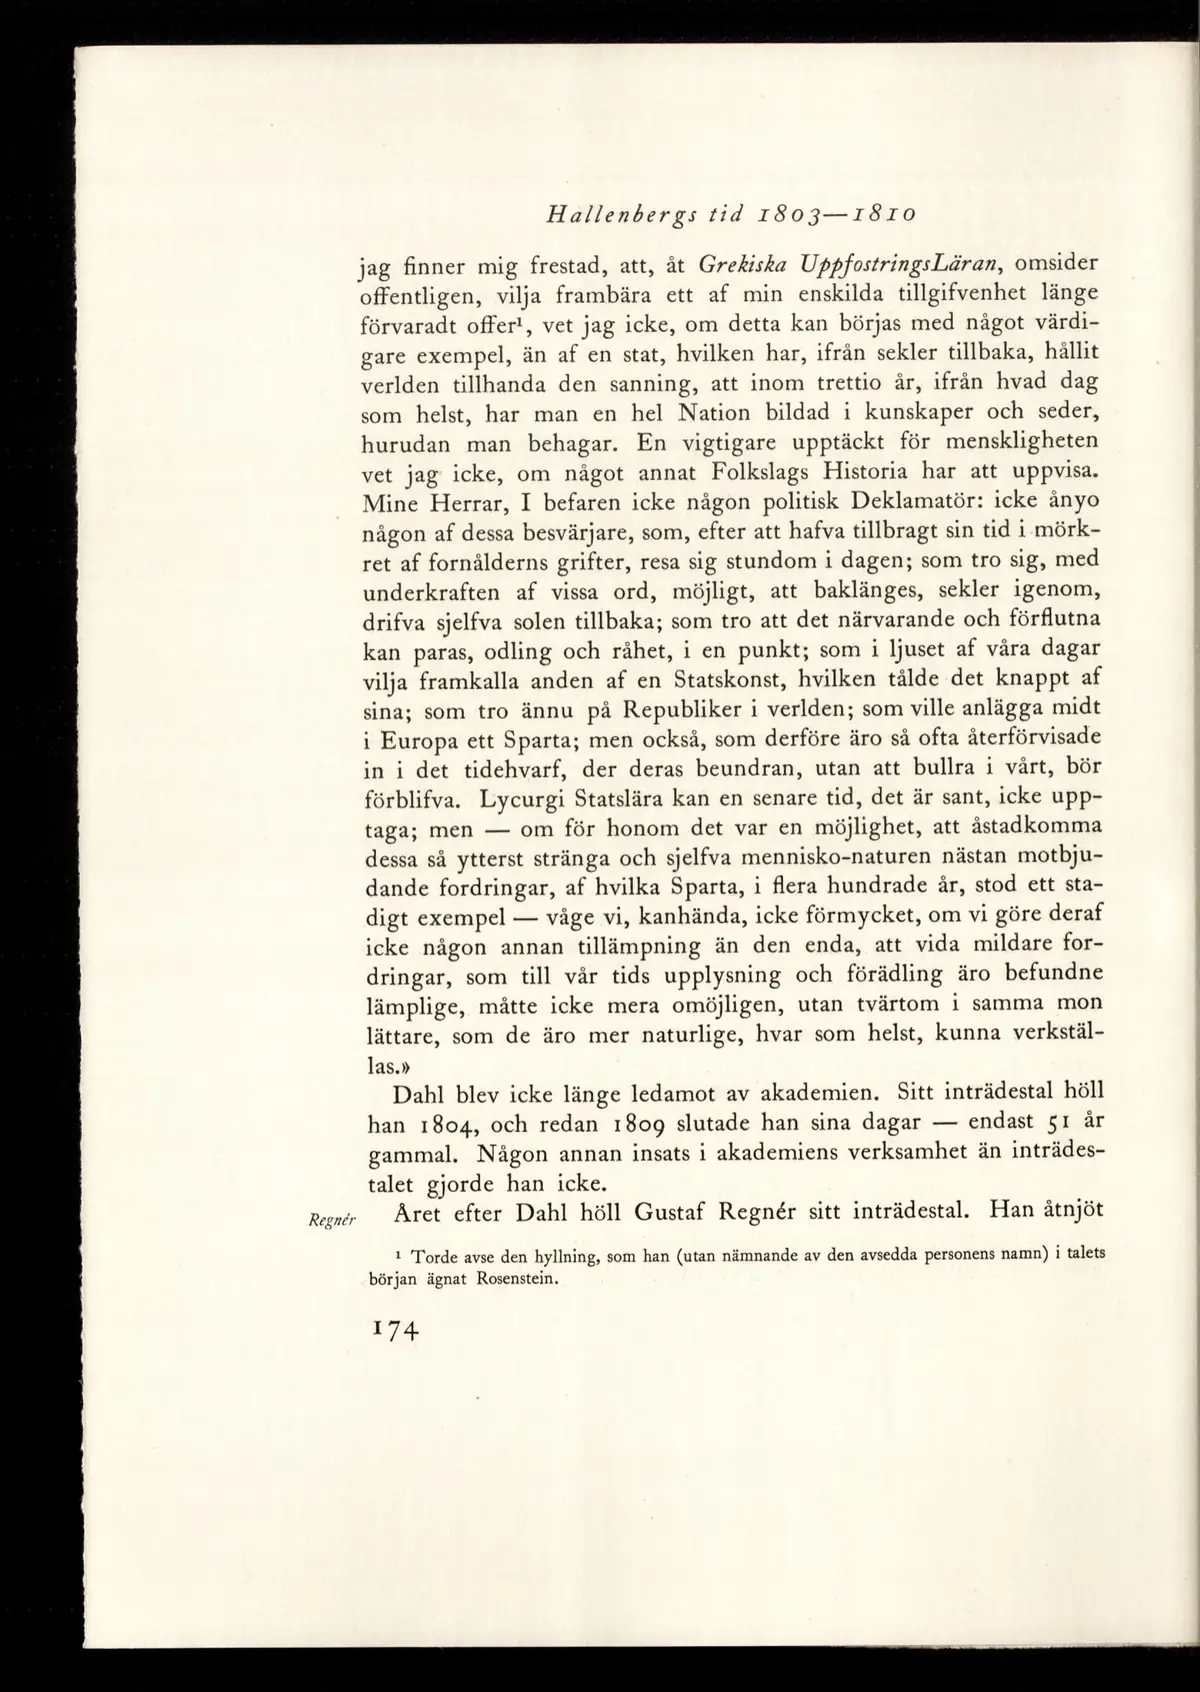 Hallenbergs tid 1803—1810
jag finner mig frestad, att, åt Grekiska UppfostringsLäran, omsider
offentligen, vilja frambära ett af min enskilda tillgifvenhet länge
förvaradt offer¹, vet jag icke, om detta kan börjas med något värdi-
gare exempel, än af en stat, hvilken har, ifrån sekler tillbaka, hållit
verlden tillhanda den sanning, att inom trettio år, ifrån hvad dag
som helst, har man en hel Nation bildad i kunskaper och seder,
hurudan man behagar. En vigtigare upptäckt för menskligheten
vet jag icke, om något annat Folkslags Historia har att uppvisa.
Mine Herrar, I befaren icke någon politisk Deklamatör: icke ånyo
någon af dessa besvärjare, som, efter att hafva tillbragt sin tid i mörk-
ret af fornålderns grifter, resa sig stundom i dagen; som tro sig, med
underkraften af vissa ord, möjligt, att baklänges, sekler igenom,
drifva sjelfva solen tillbaka; som tro att det närvarande och förflutna
kan paras, odling och råhet, i en punkt; som i ljuset af våra dagar
vilja framkalla anden af en Statskonst, hvilken tålde det knappt af
sina; som tro ännu på Republiker i verlden; som ville anlägga midt
i Europa ett Sparta; men också, som derföre äro så ofta återförvisade
in i det tidehvarf, der deras beundran, utan att bullra i vårt, bör
förblifva. Lycurgi Statslära kan en senare tid, det är sant, icke upp-
taga; men — om för honom det var en möjlighet, att åstadkomma
dessa så ytterst stränga och sjelfva mennisko-naturen nästan motbju-
dande fordringar, af hvilka Sparta, i flera hundrade år, stod ett sta-
digt exempel — våge vi, kanhända, icke förmycket, om vi göre deraf
icke någon annan tillämpning än den enda, att vida mildare for-
dringar, som till vår tids upplysning och förädling äro befundne
lämplige, måtte icke mera omöjligen, utan tvärtom i samma mon
lättare, som de äro mer naturlige, hvar som helst, kunna verkstäl-
las.»
Dahl blev icke länge ledamot av akademien. Sitt inträdestal höll
han 1804, och redan 1809 slutade han sina dagar — endast 51 år
gammal. Någon annan insats i akademiens verksamhet än inträdes-
talet gjorde han icke.
Regnér
Året efter Dahl höll Gustaf Regnér sitt inträdestal. Han åtnjöt
¹ Torde avse den hyllning, som han (utan nämnande av den avsedda personens namn) i talets
början ägnat Rosenstein.
174